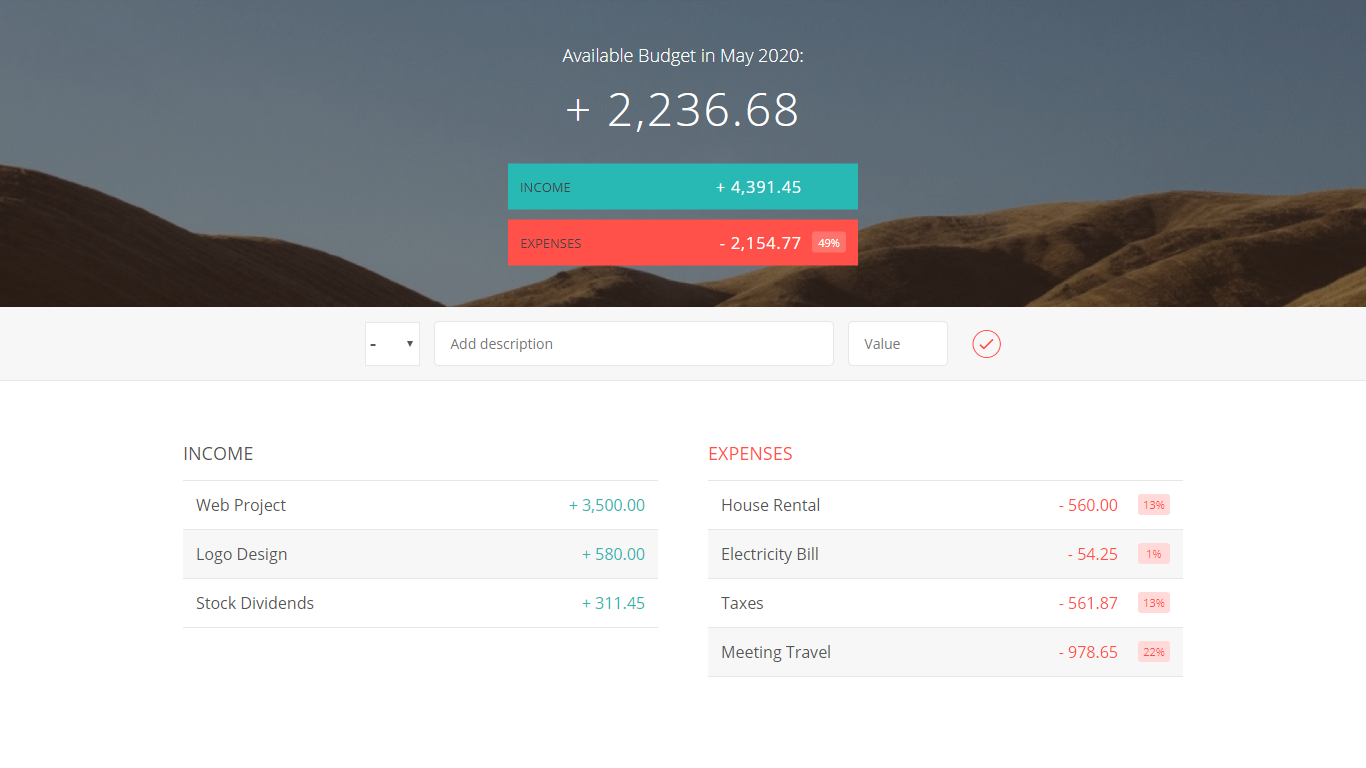 Available Budget in May 2020:
+ 2,236.68
INCOME + 4,391.45
EXPENSES - 2,154.77 49%
- Add description Value
INCOME
Web Project + 3,500.00
Logo Design + 580.00
Stock Dividends + 311.45
EXPENSES
House Rental - 560.00 13%
Electricity Bill - 54.25 1%
Taxes - 561.87 13%
Meeting Travel - 978.65 22%